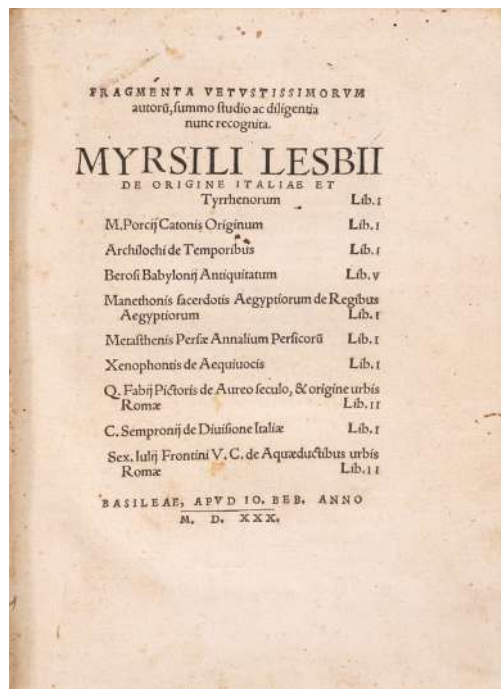 FRAGMENTA VETVSTISSIMORVM
autorũ, summo studio ac diligentia
nunc recognita.
MYRSILI LESBII
DE ORIGINE ITALIAE ET
Tyrrhenorum Lib. I
M. Porcij Catonis Originum Lib. I
Archilochi de Temporibus Lib. I
Berosi Babylonij Antiquitatum Lib. V
Manethonis sacerdotis Aegyptiorum de Regibus
Aegyptiorum Lib. I
Metasthenis Persæ Annalium Persicorũ Lib. I
Xenophontis de Aequiuocis Lib. I
Q. Fabij Pictoris de Aureo seculo, & origine urbis
Romæ Lib. II
C. Sempronij de Diuisione Italiæ Lib. I
Sex. Iulij Frontini V. C. de Aquæductibus urbis
Romæ Lib. II
BASILEAE, APVD IO. BEB. ANNO
M. D. XXX.